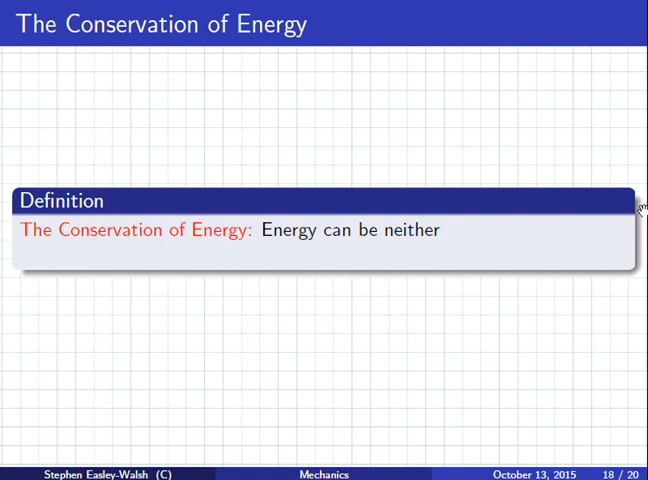 The Conservation of Energy
Definition
The Conservation of Energy: Energy can be neither
Stephen Easley-Walsh (C) Mechanics October 13, 2015 18 / 20